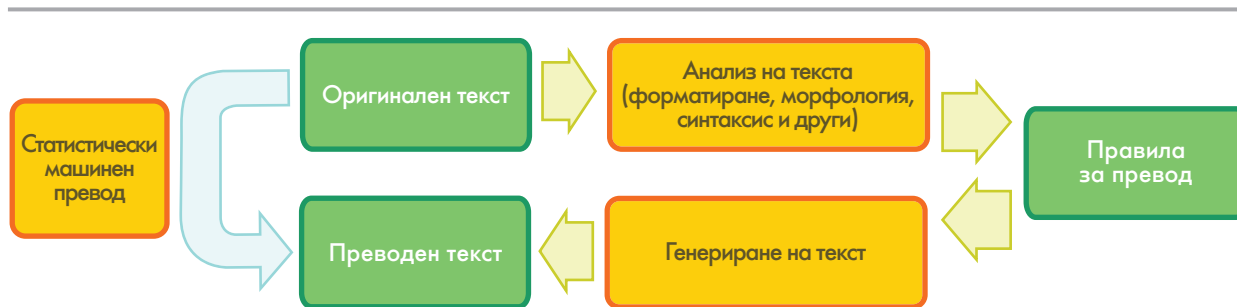 Статистически
машинен
превод
Оригинален текст
Анализ на текста
(форматиране, морфология,
синтаксис и други)
Правила
за превод
Преводен текст
Генериране на текст